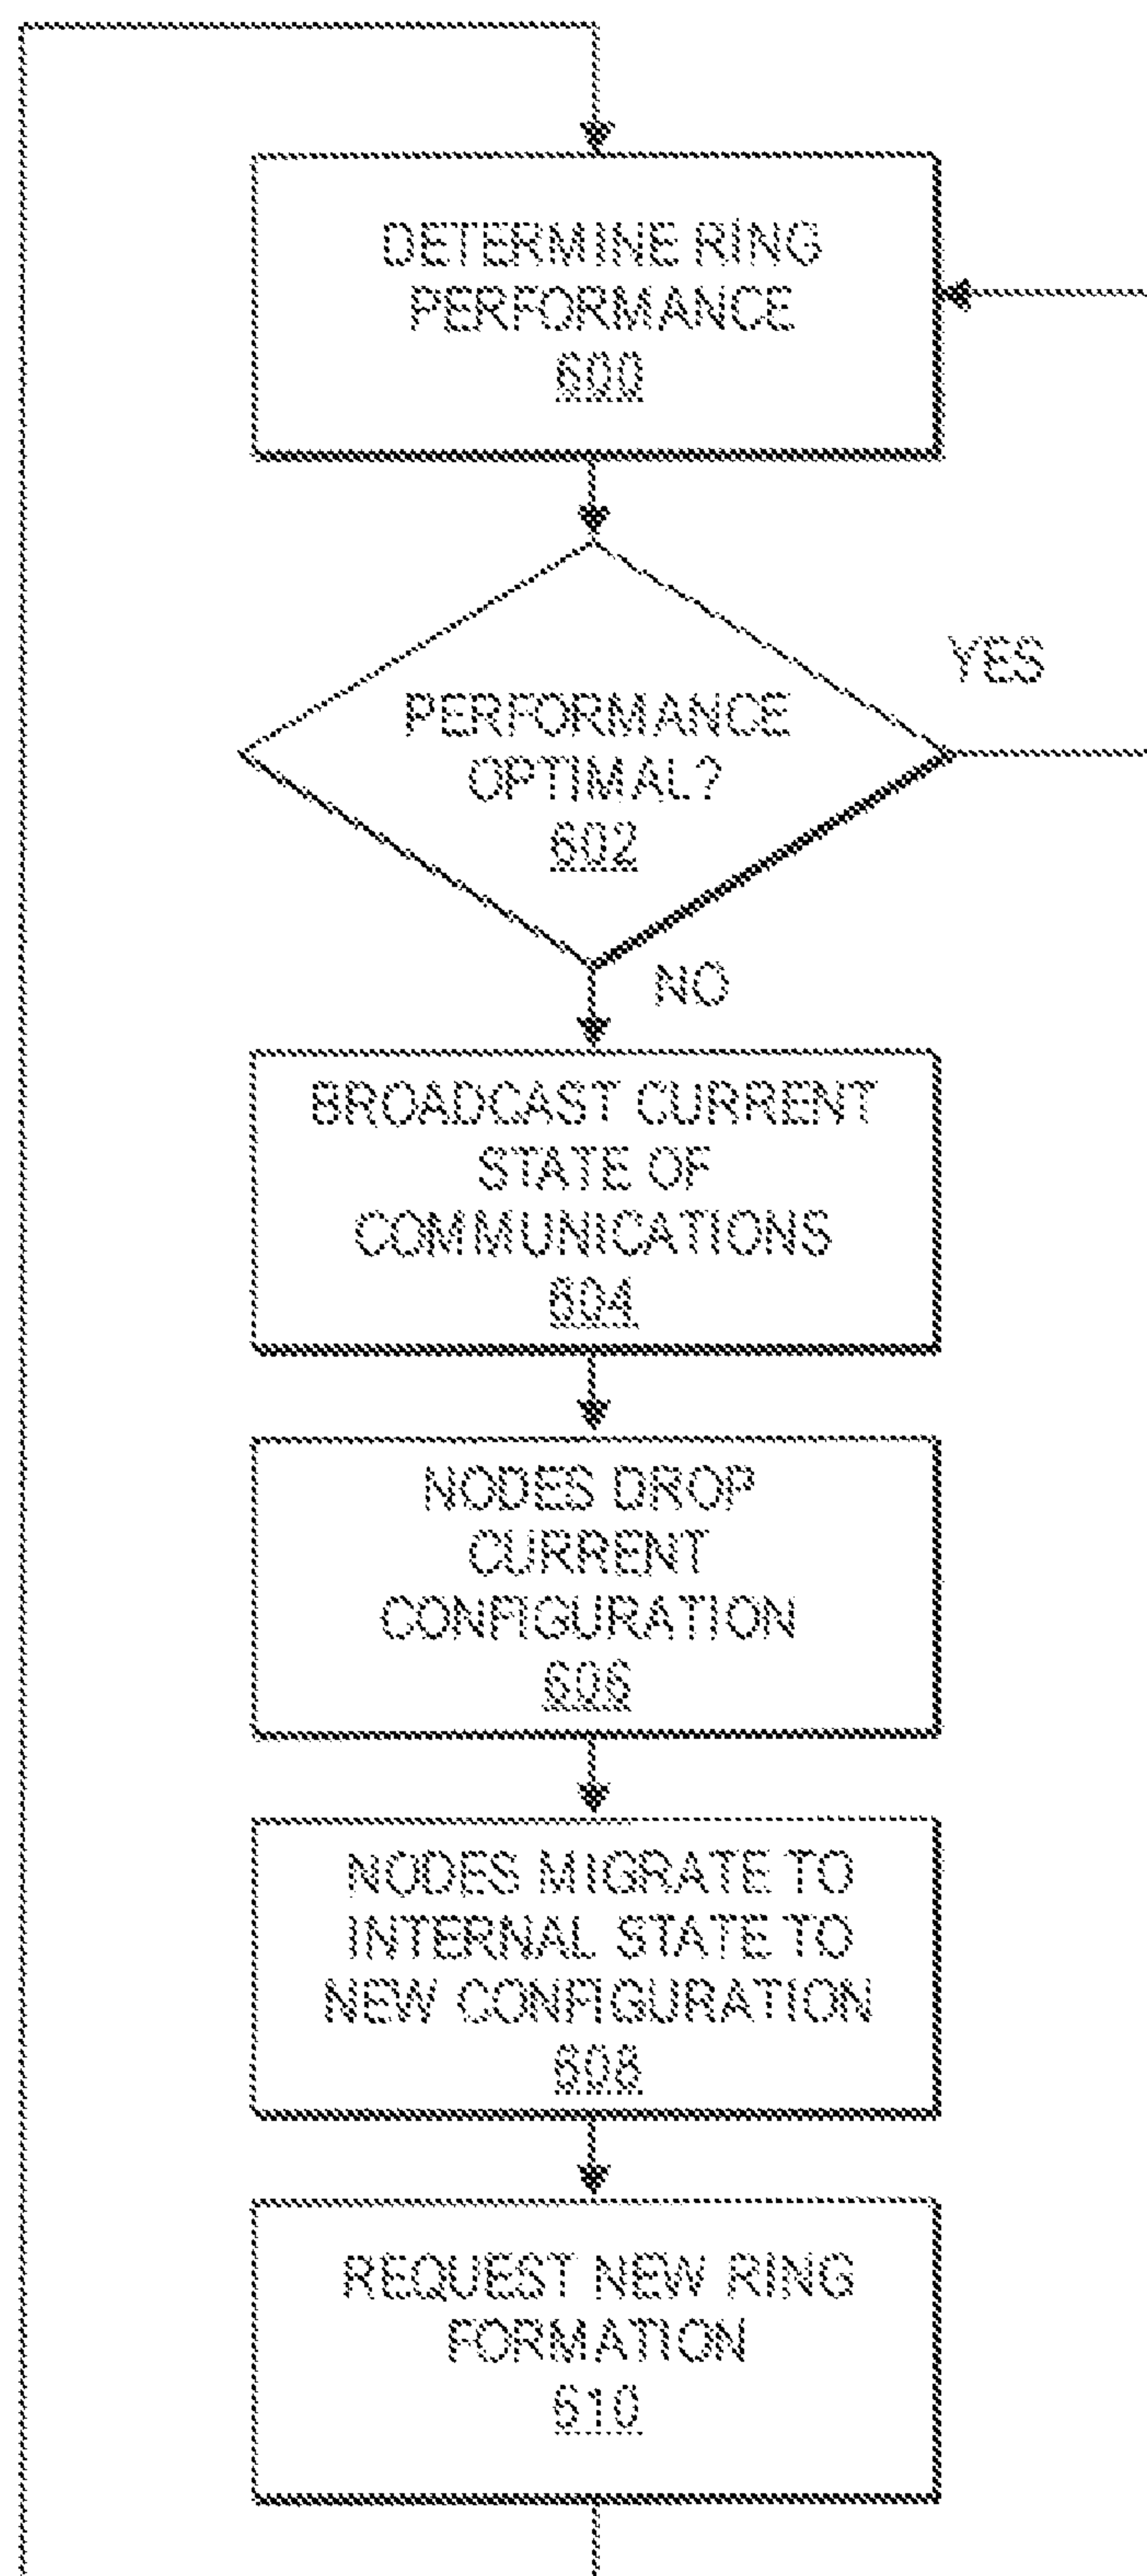 DETERMINE RING
PERFORMANCE
600
YES
PERFORMANCE
OPTIMAL?
602
NO
BROADCAST CURRENT
STATE OF
COMMUNICATIONS
604
NODES DROP
CURRENT
CONFIGURATION
606
NODES MIGRATE TO
INTERNAL STATE TO
NEW CONFIGURATION
608
REQUEST NEW RING
FORMATION
610